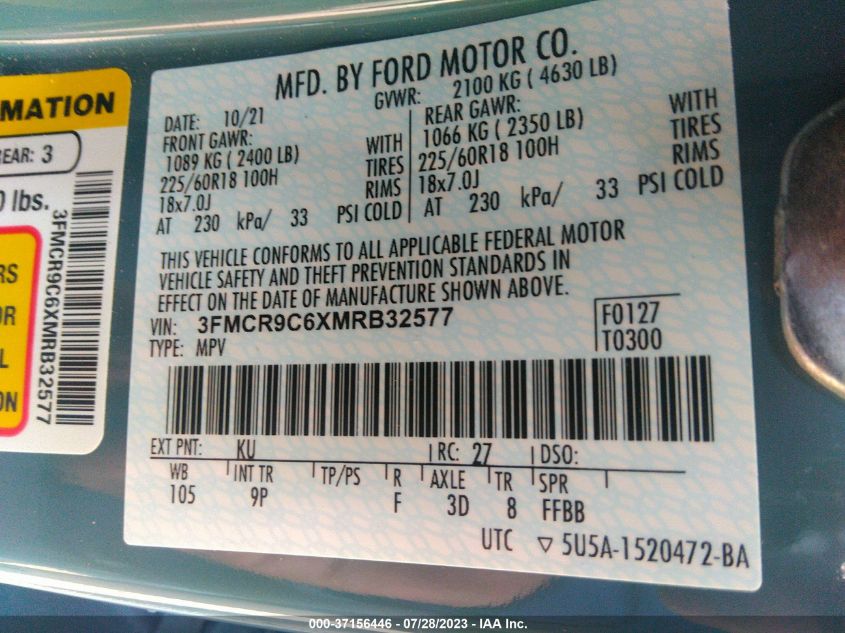 MATION
REAR: 3
0 lbs.
RS
OR
L
ON
3FMCR9C6XMRB32577
MFD. BY FORD MOTOR CO.
GVWR: 2100 KG ( 4630 LB)
DATE: 10/21
FRONT GAWR:
1089 KG ( 2400 LB) WITH
225/60R18 100H TIRES
18x7.0J RIMS
AT 230 kPa/ 33 PSI COLD
REAR GAWR: WITH
1066 KG ( 2350 LB) TIRES
225/60R18 100H RIMS
18x7.0J
AT 230 kPa/ 33 PSI COLD
THIS VEHICLE CONFORMS TO ALL APPLICABLE FEDERAL MOTOR
VEHICLE SAFETY AND THEFT PREVENTION STANDARDS IN
EFFECT ON THE DATE OF MANUFACTURE SHOWN ABOVE.
VIN: 3FMCR9C6XMRB32577 F0127
TYPE: MPV T0300
EXT PNT: KU RC: 27 DSO:
WB INT TR TP/PS R AXLE TR SPR
105 9P F 3D 8 FFBB
UTC ▽ 5U5A-1520472-BA
000-37156446 - 07/28/2023 - IAA Inc.